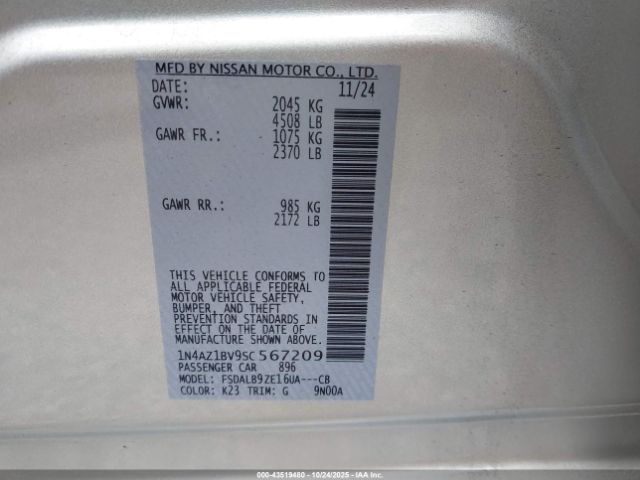 MFD BY NISSAN MOTOR CO., LTD.
DATE: 11/24
GVWR: 2045 KG
4508 LB
GAWR FR.: 1075 KG
2370 LB
GAWR RR.: 985 KG
2172 LB
THIS VEHICLE CONFORMS TO
ALL APPLICABLE FEDERAL
MOTOR VEHICLE SAFETY,
BUMPER, AND THEFT
PREVENTION STANDARDS IN
EFFECT ON THE DATE OF
MANUFACTURE SHOWN ABOVE.
1N4AZ1BV9SC567209
PASSENGER CAR 896
MODEL: FSDALB9ZE16UA---CB
COLOR: K23 TRIM: G 9N00A
000-43519480 - 10/24/2025 - IAAI.com